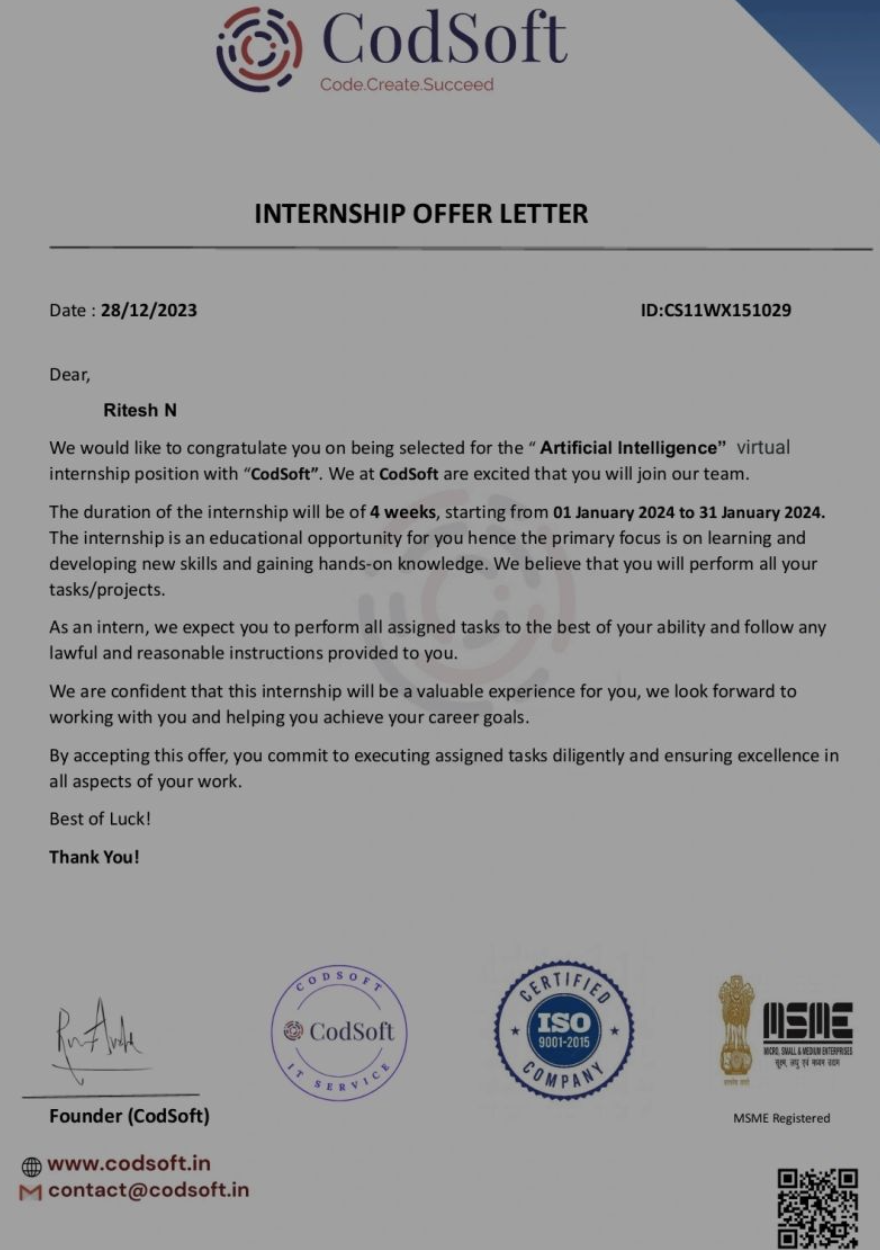 CodSoft
Code.Create.Succeed
INTERNSHIP OFFER LETTER
Date : 28/12/2023 ID:CS11WX151029
Dear,
Ritesh N
We would like to congratulate you on being selected for the “ Artificial Intelligence” virtual
internship position with “CodSoft”. We at CodSoft are excited that you will join our team.
The duration of the internship will be of 4 weeks, starting from 01 January 2024 to 31 January 2024.
The internship is an educational opportunity for you hence the primary focus is on learning and
developing new skills and gaining hands-on knowledge. We believe that you will perform all your
tasks/projects.
As an intern, we expect you to perform all assigned tasks to the best of your ability and follow any
lawful and reasonable instructions provided to you.
We are confident that this internship will be a valuable experience for you, we look forward to
working with you and helping you achieve your career goals.
By accepting this offer, you commit to executing assigned tasks diligently and ensuring excellence in
all aspects of your work.
Best of Luck!
Thank You!
CODSOFT
CodSoft
IT SERVICE
CERTIFIED
ISO
9001-2015
COMPANY
MSME
MICRO, SMALL & MEDIUM ENTERPRISES
सूक्ष्म, लघु एवं मध्यम उद्यम
Founder (CodSoft)
MSME Registered
www.codsoft.in
contact@codsoft.in